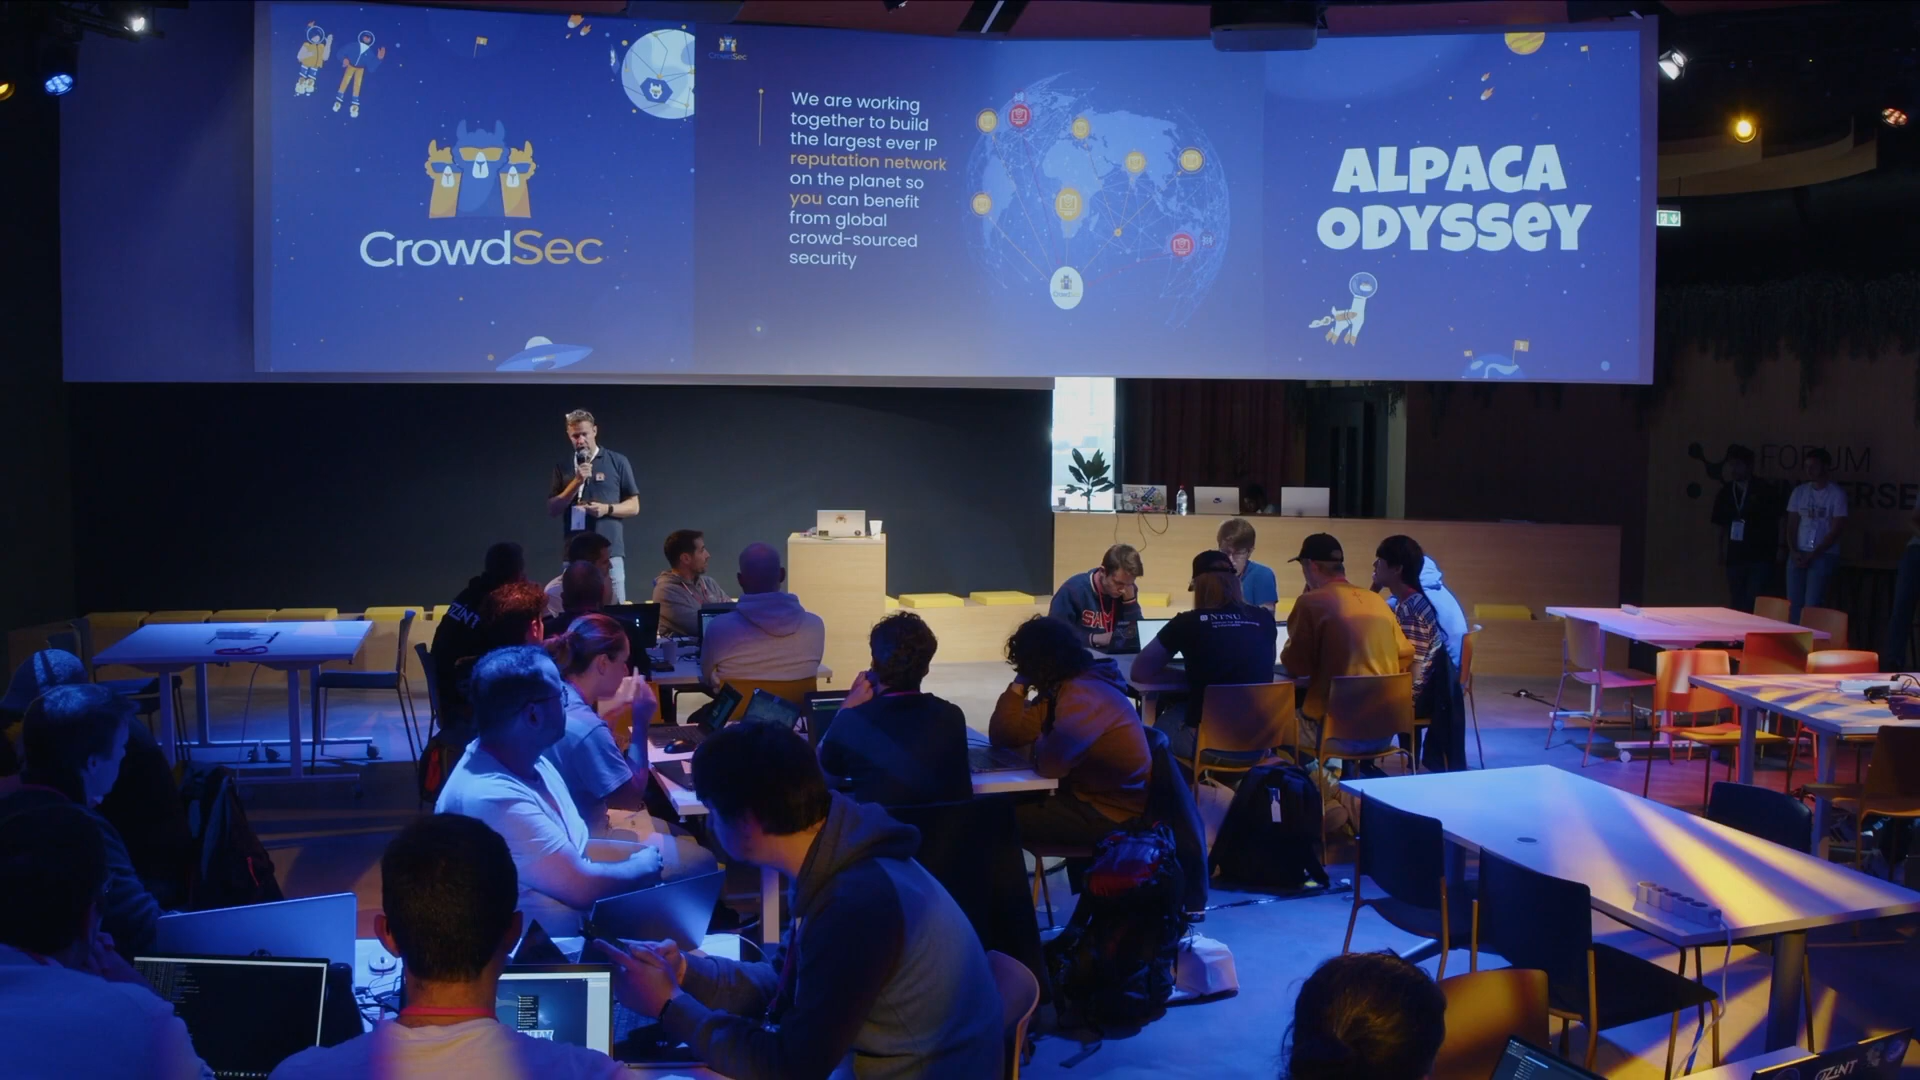 CrowdSec
CrowdSec
We are working
together to build
the largest ever IP
reputation network
on the planet so
you can benefit
from global
crowd-sourced
security
ALPACA
ODYSSEY
FORUM
NTNU